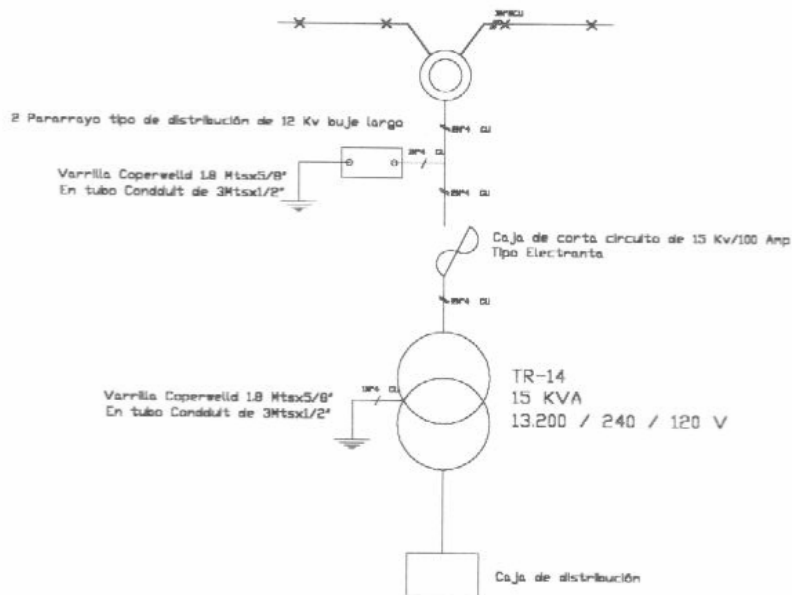 2 Pararrayo tipo de distribución de 12 Kv buje largo
Varrilla Coperweld 1.8 Mtsx5/8"
En tubo Condduit de 3Mtsx1/2"
Caja de corta circuito de 15 Kv/100 Amp
Tipo Electranta
Varrilla Coperwelld 1.8 Mtsx5/8"
En tubo Condduit de 3Mtsx1/2"
TR-14
15 KVA
13.200 / 240 / 120 V
Caja de distribución